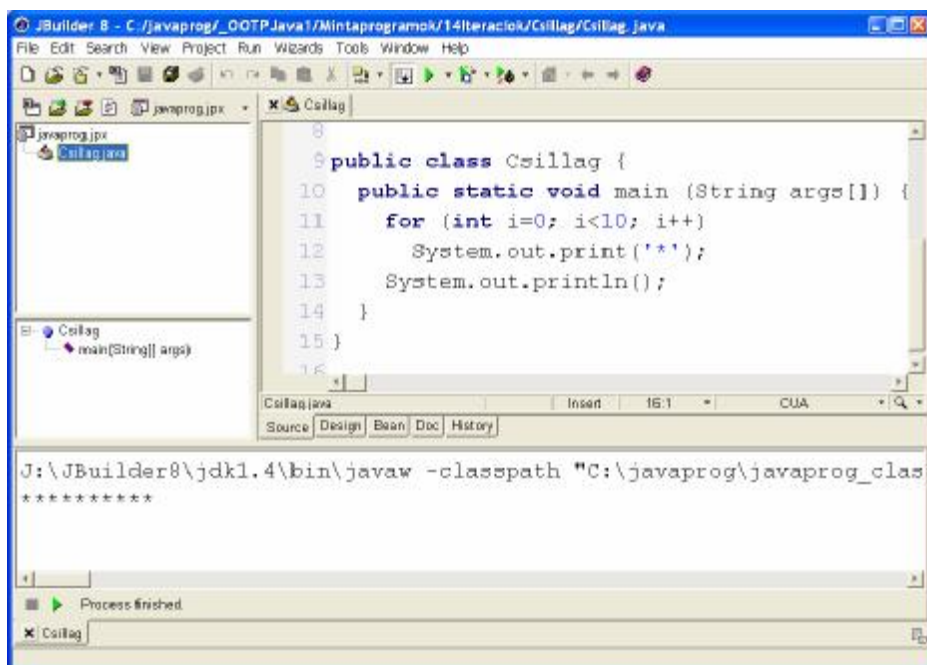 JBuilder 8 - C:/javaprog/_OOTPJava1/Mintaprogramok/14Iteraciok/Csillag/Csillag.java
File Edit Search View Project Run Wizards Tools Window Help
javaprog.jpx
Csillag
javaprog.jpx
Csillag.java
8
9 public class Csillag {
10 public static void main (String args[]) {
11 for (int i=0; i<10; i++)
12 System.out.print('*');
13 System.out.println();
14 }
15 }
16
Csillag
main(String[] args)
Csillag.java Insert 16:1 CUA
Source Design Bean Doc History
J:\JBuilder8\jdk1.4\bin\javaw -classpath "C:\javaprog\javaprog_clas
**********
Process finished.
Csillag